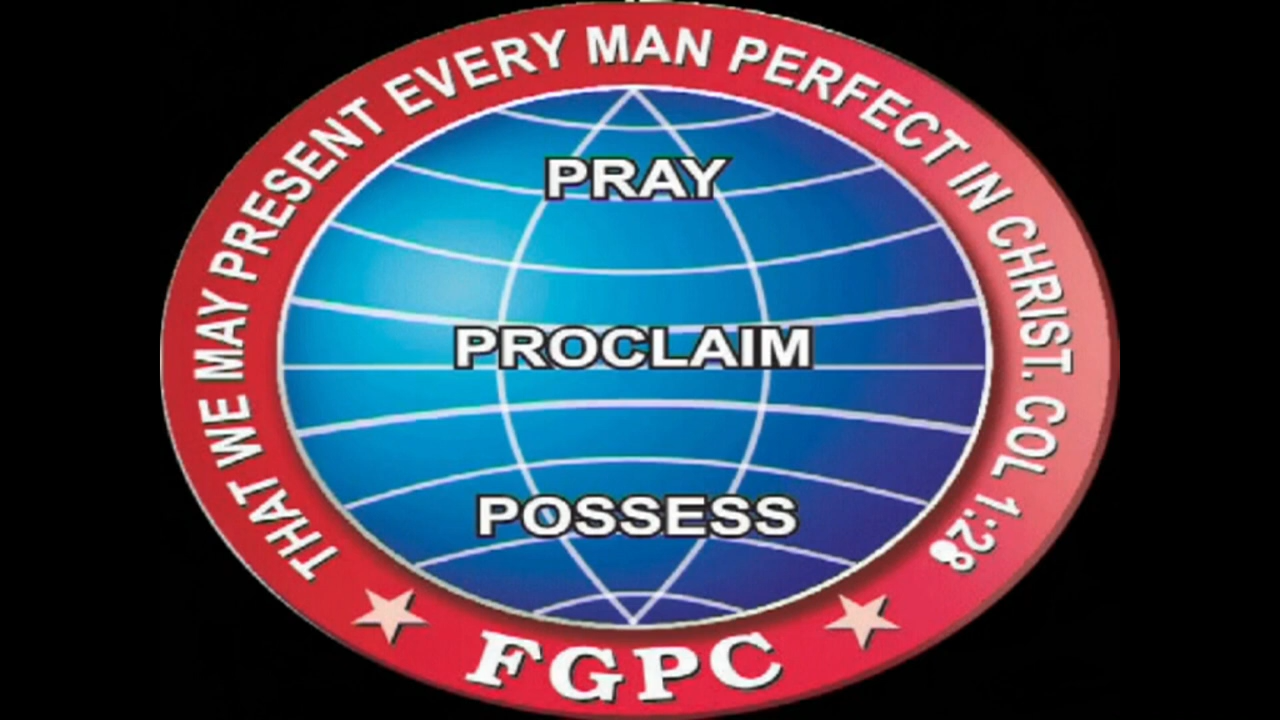 THAT WE MAY PRESENT EVERY MAN PERFECT IN CHRIST. COL 1:28
PRAY
PROCLAIM
POSSESS
FGPC